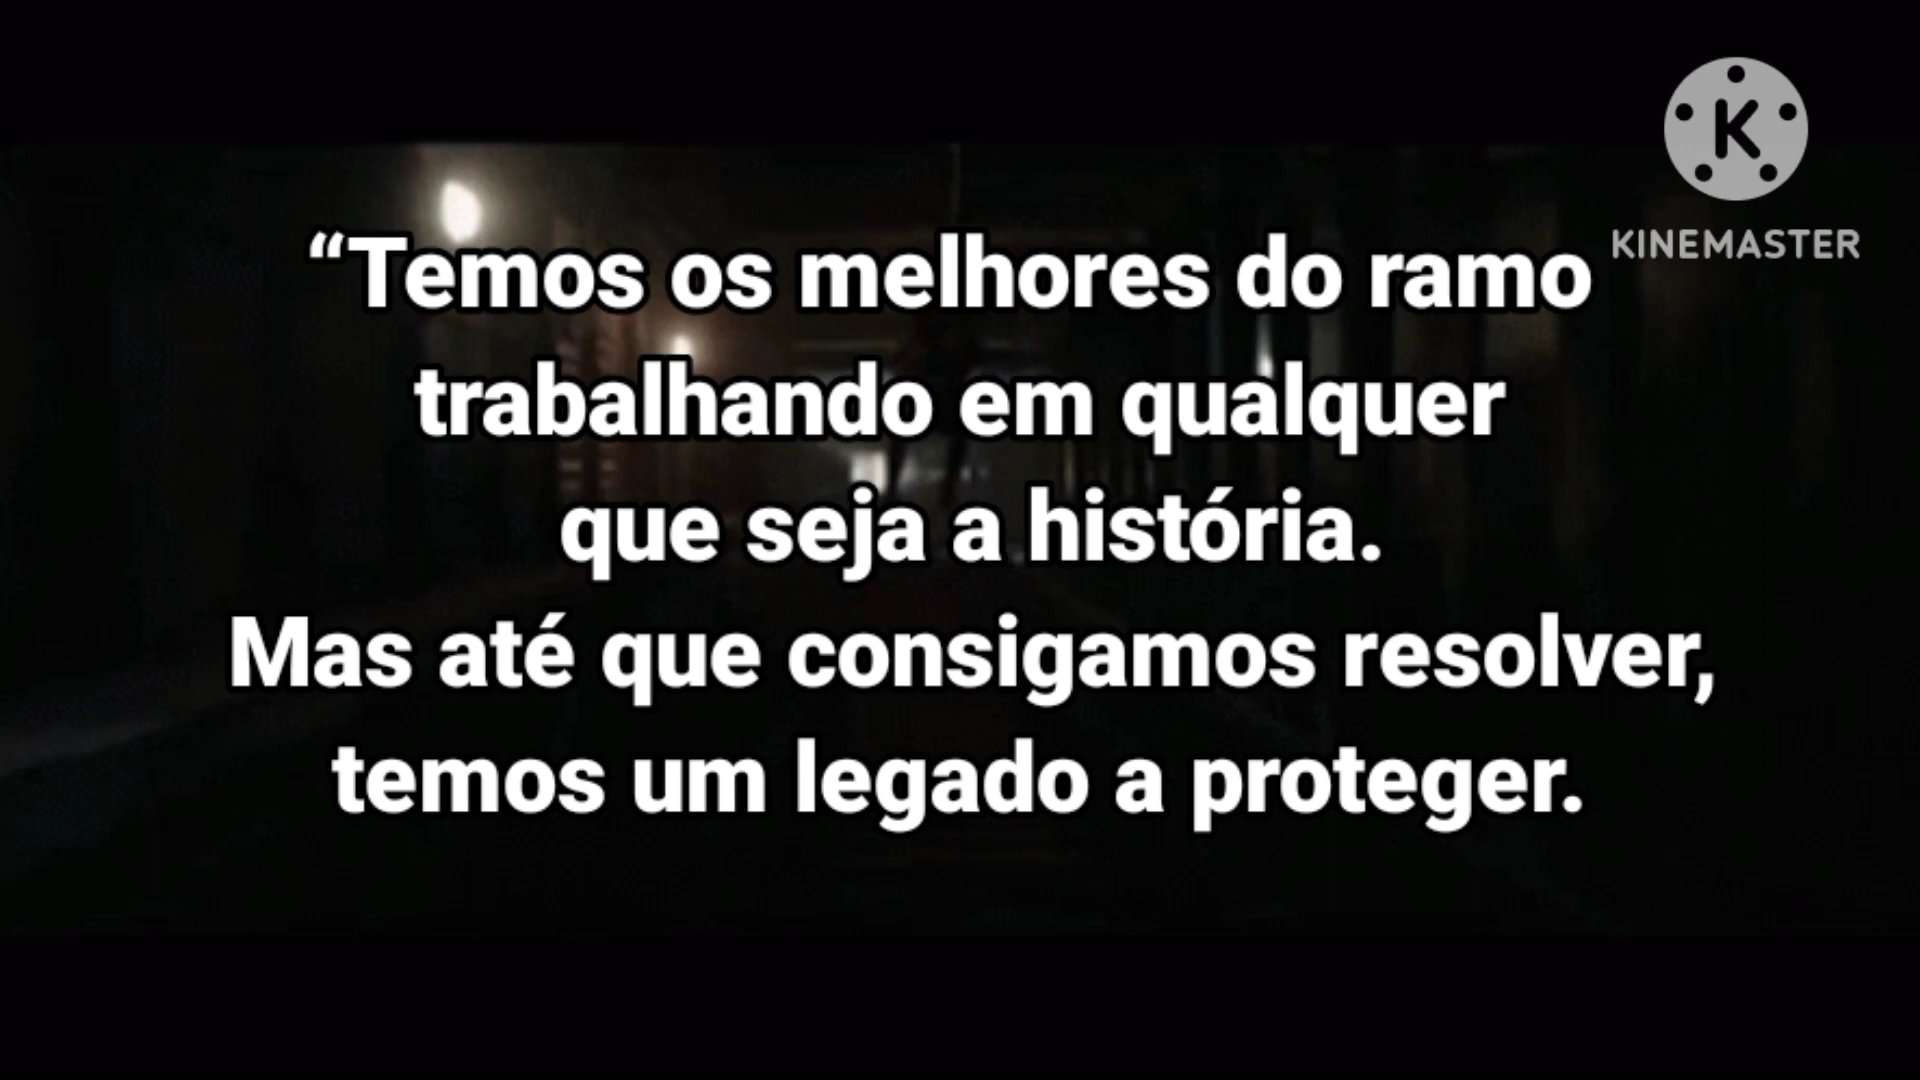 K
KINEMASTER
“Temos os melhores do ramo
trabalhando em qualquer
que seja a história.
Mas até que consigamos resolver,
temos um legado a proteger.